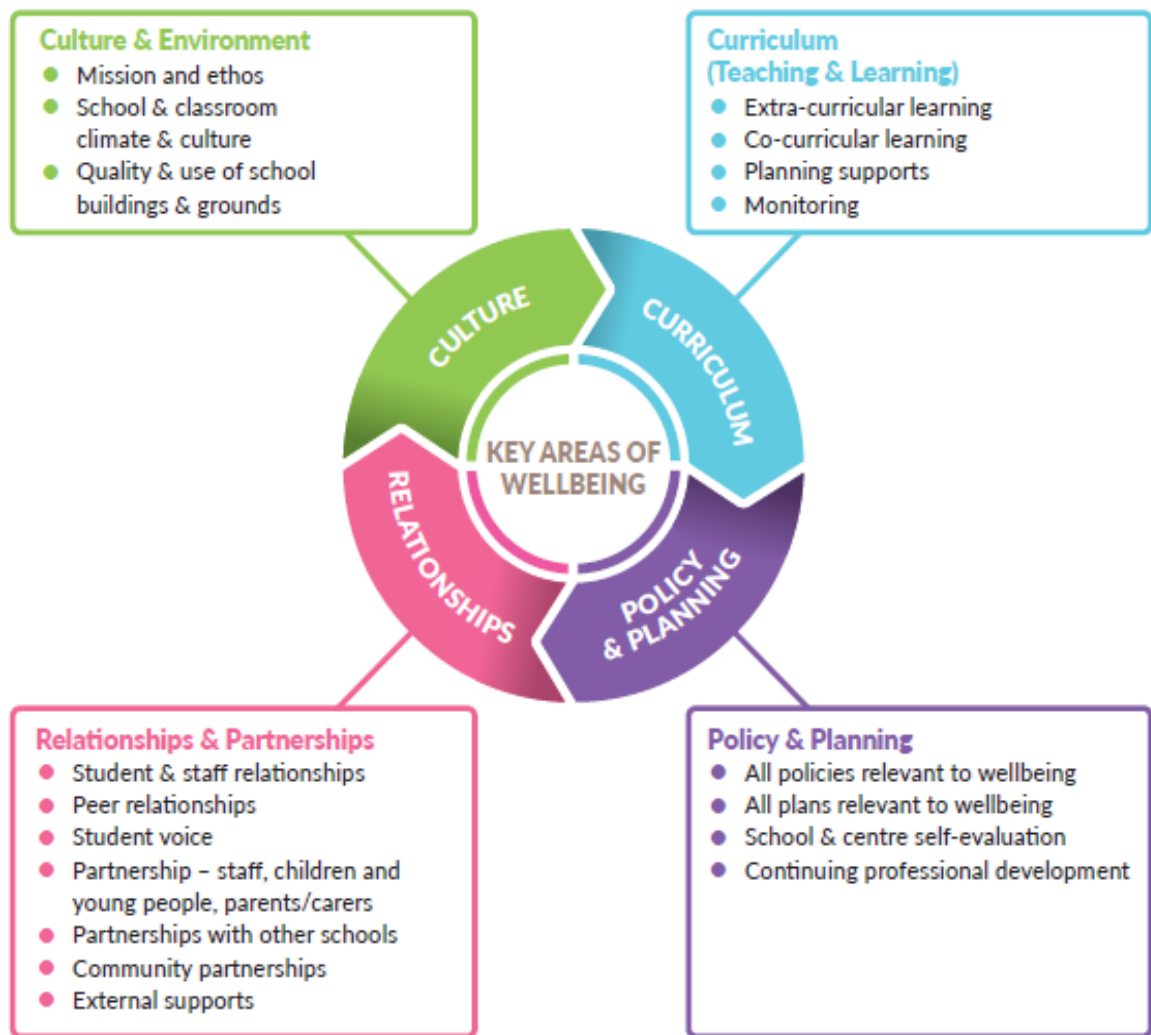 Culture & Environment
Mission and ethos
School & classroom
climate & culture
Quality & use of school
buildings & grounds
Curriculum
(Teaching & Learning)
Extra-curricular learning
Co-curricular learning
Planning supports
Monitoring
CULTURE
CURRICULUM
KEY AREAS OF
WELLBEING
RELATIONSHIPS
POLICY
& PLANNING
Relationships & Partnerships
Student & staff relationships
Peer relationships
Student voice
Partnership – staff, children and
young people, parents/carers
Partnerships with other schools
Community partnerships
External supports
Policy & Planning
All policies relevant to wellbeing
All plans relevant to wellbeing
School & centre self-evaluation
Continuing professional development